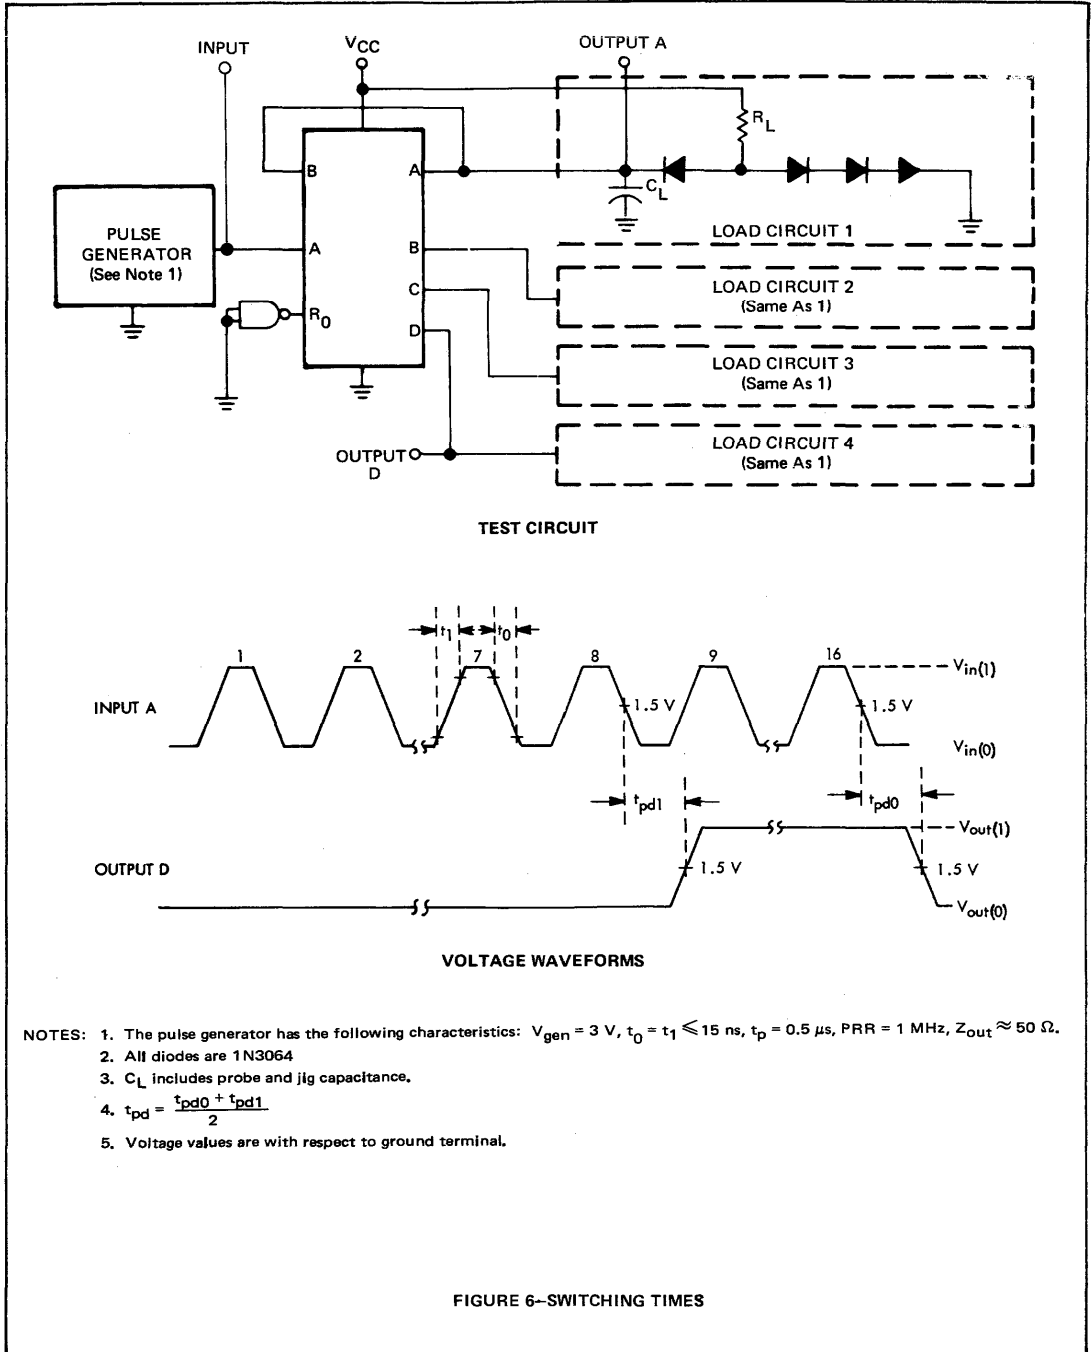 INPUT
VCC
OUTPUT A
RL
B
A
CL
PULSE
GENERATOR
(See Note 1)
A
B
LOAD CIRCUIT 1
C
R0
D
LOAD CIRCUIT 2
(Same As 1)
LOAD CIRCUIT 3
(Same As 1)
LOAD CIRCUIT 4
(Same As 1)
OUTPUT
D
TEST CIRCUIT
t1
t0
1
2
7
8
9
16
Vin(1)
INPUT A
1.5 V
1.5 V
Vin(0)
tpd1
tpd0
Vout(1)
OUTPUT D
1.5 V
1.5 V
Vout(0)
VOLTAGE WAVEFORMS
NOTES: 1. The pulse generator has the following characteristics: Vgen = 3 V, t0 = t1 ≤ 15 ns, tp = 0.5 μs, PRR = 1 MHz, Zout ≈ 50 Ω.
2. All diodes are 1N3064
3. CL includes probe and jig capacitance.
4. tpd = tpd0 + tpd1
2
5. Voltage values are with respect to ground terminal.
FIGURE 6–SWITCHING TIMES